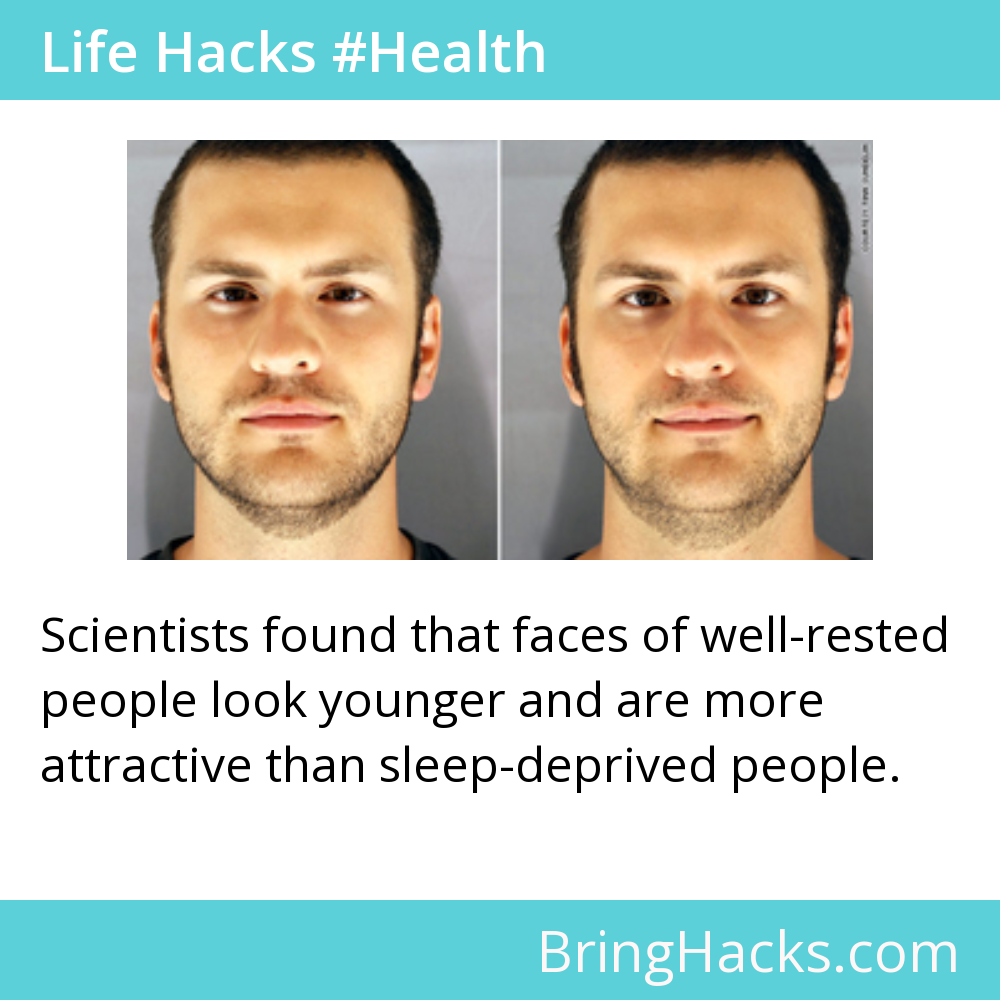 Life Hacks #Health
Scientists found that faces of well-rested
people look younger and are more
attractive than sleep-deprived people.
BringHacks.com